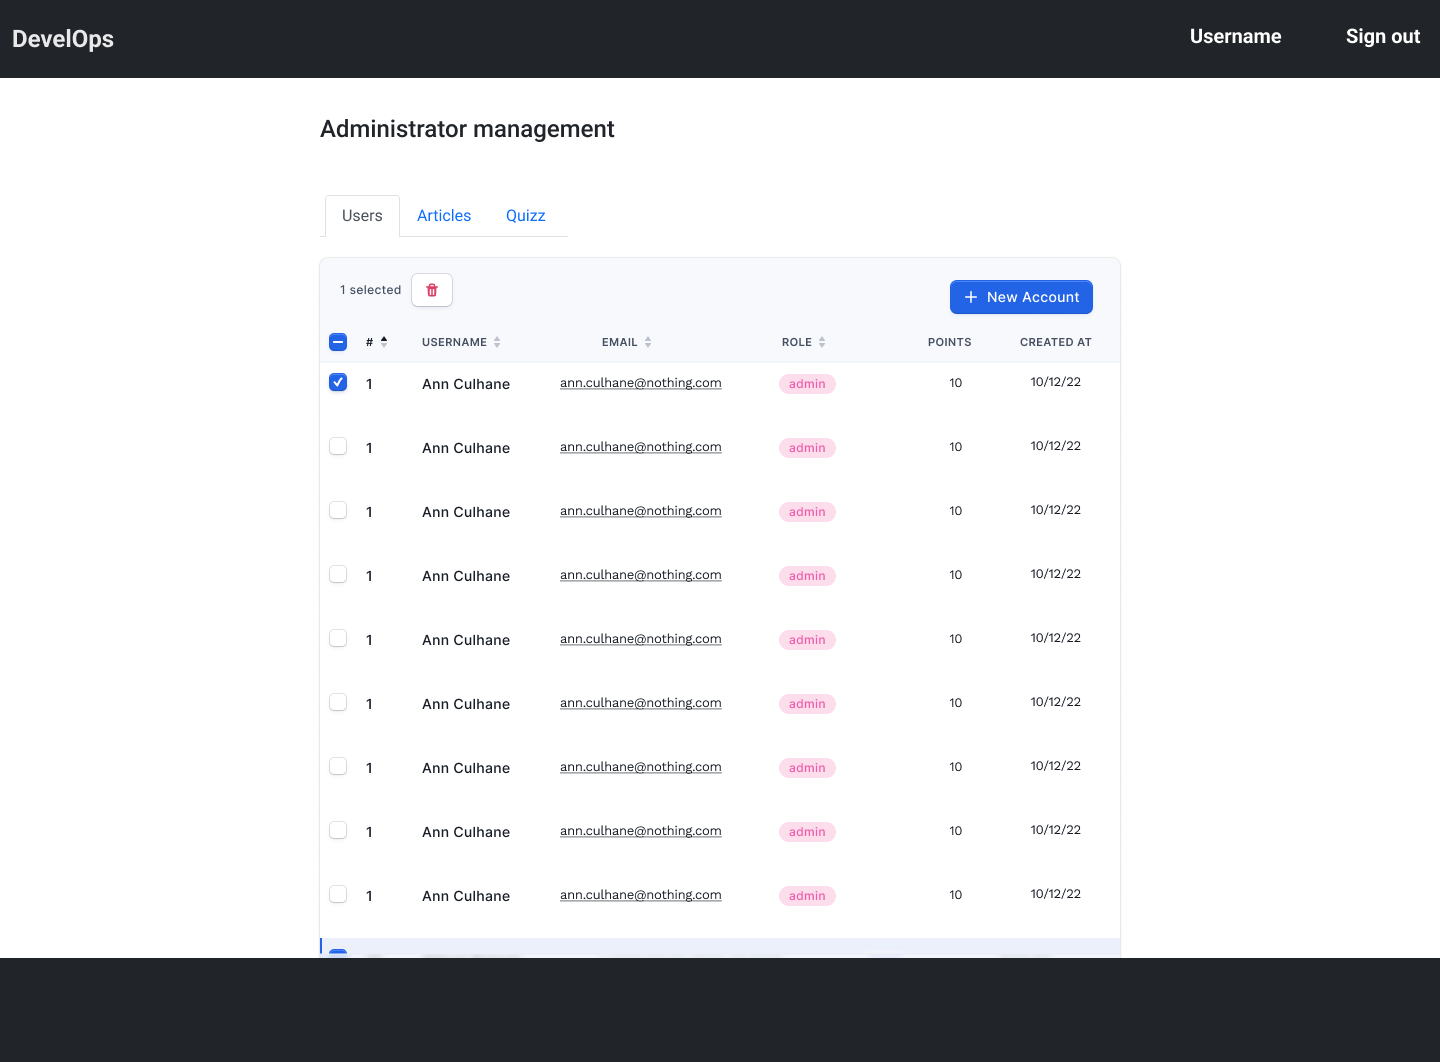 DevelOps Username Sign out
Administrator management
Users Articles Quizz
1 selected New Account
# USERNAME EMAIL ROLE POINTS CREATED AT
1 Ann Culhane ann.culhane@nothing.com admin 10 10/12/22
1 Ann Culhane ann.culhane@nothing.com admin 10 10/12/22
1 Ann Culhane ann.culhane@nothing.com admin 10 10/12/22
1 Ann Culhane ann.culhane@nothing.com admin 10 10/12/22
1 Ann Culhane ann.culhane@nothing.com admin 10 10/12/22
1 Ann Culhane ann.culhane@nothing.com admin 10 10/12/22
1 Ann Culhane ann.culhane@nothing.com admin 10 10/12/22
1 Ann Culhane ann.culhane@nothing.com admin 10 10/12/22
1 Ann Culhane ann.culhane@nothing.com admin 10 10/12/22